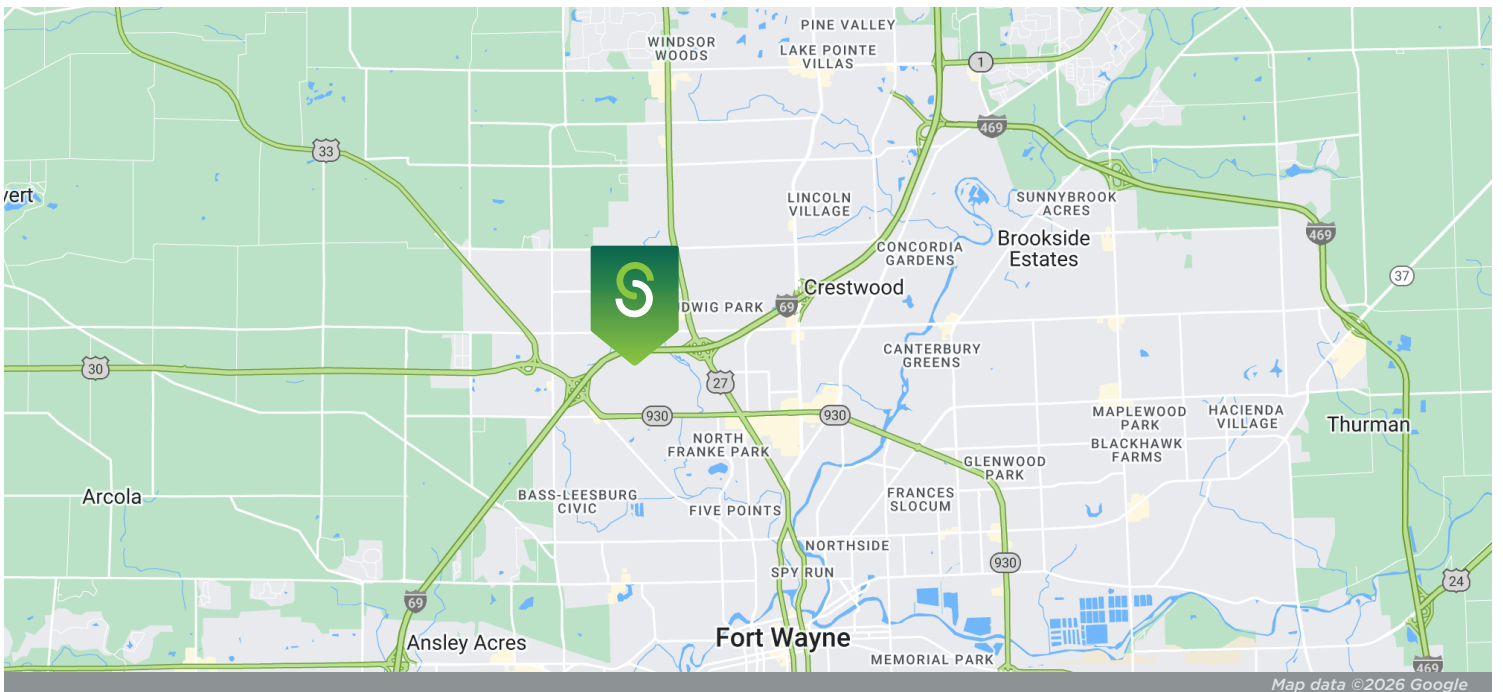 PINE VALLEY
WINDSOR
WOODS
LAKE POINTE
VILLAS
1
469
33
vert
LINCOLN
VILLAGE
SUNNYBROOK
ACRES
469
CONCORDIA
GARDENS
Brookside
Estates
37
Crestwood
DWIG PARK
69
CANTERBURY
GREENS
30
27
930
930
MAPLEWOOD
PARK
HACIENDA
VILLAGE
Thurman
NORTH
FRANKE PARK
BLACKHAWK
FARMS
GLENWOOD
PARK
Arcola
BASS-LEESBURG
CIVIC
FIVE POINTS
FRANCES
SLOCUM
NORTHSIDE
930
SPY RUN
24
69
Fort Wayne
Ansley Acres
MEMORIAL PARK
469
Map data ©2026 Google